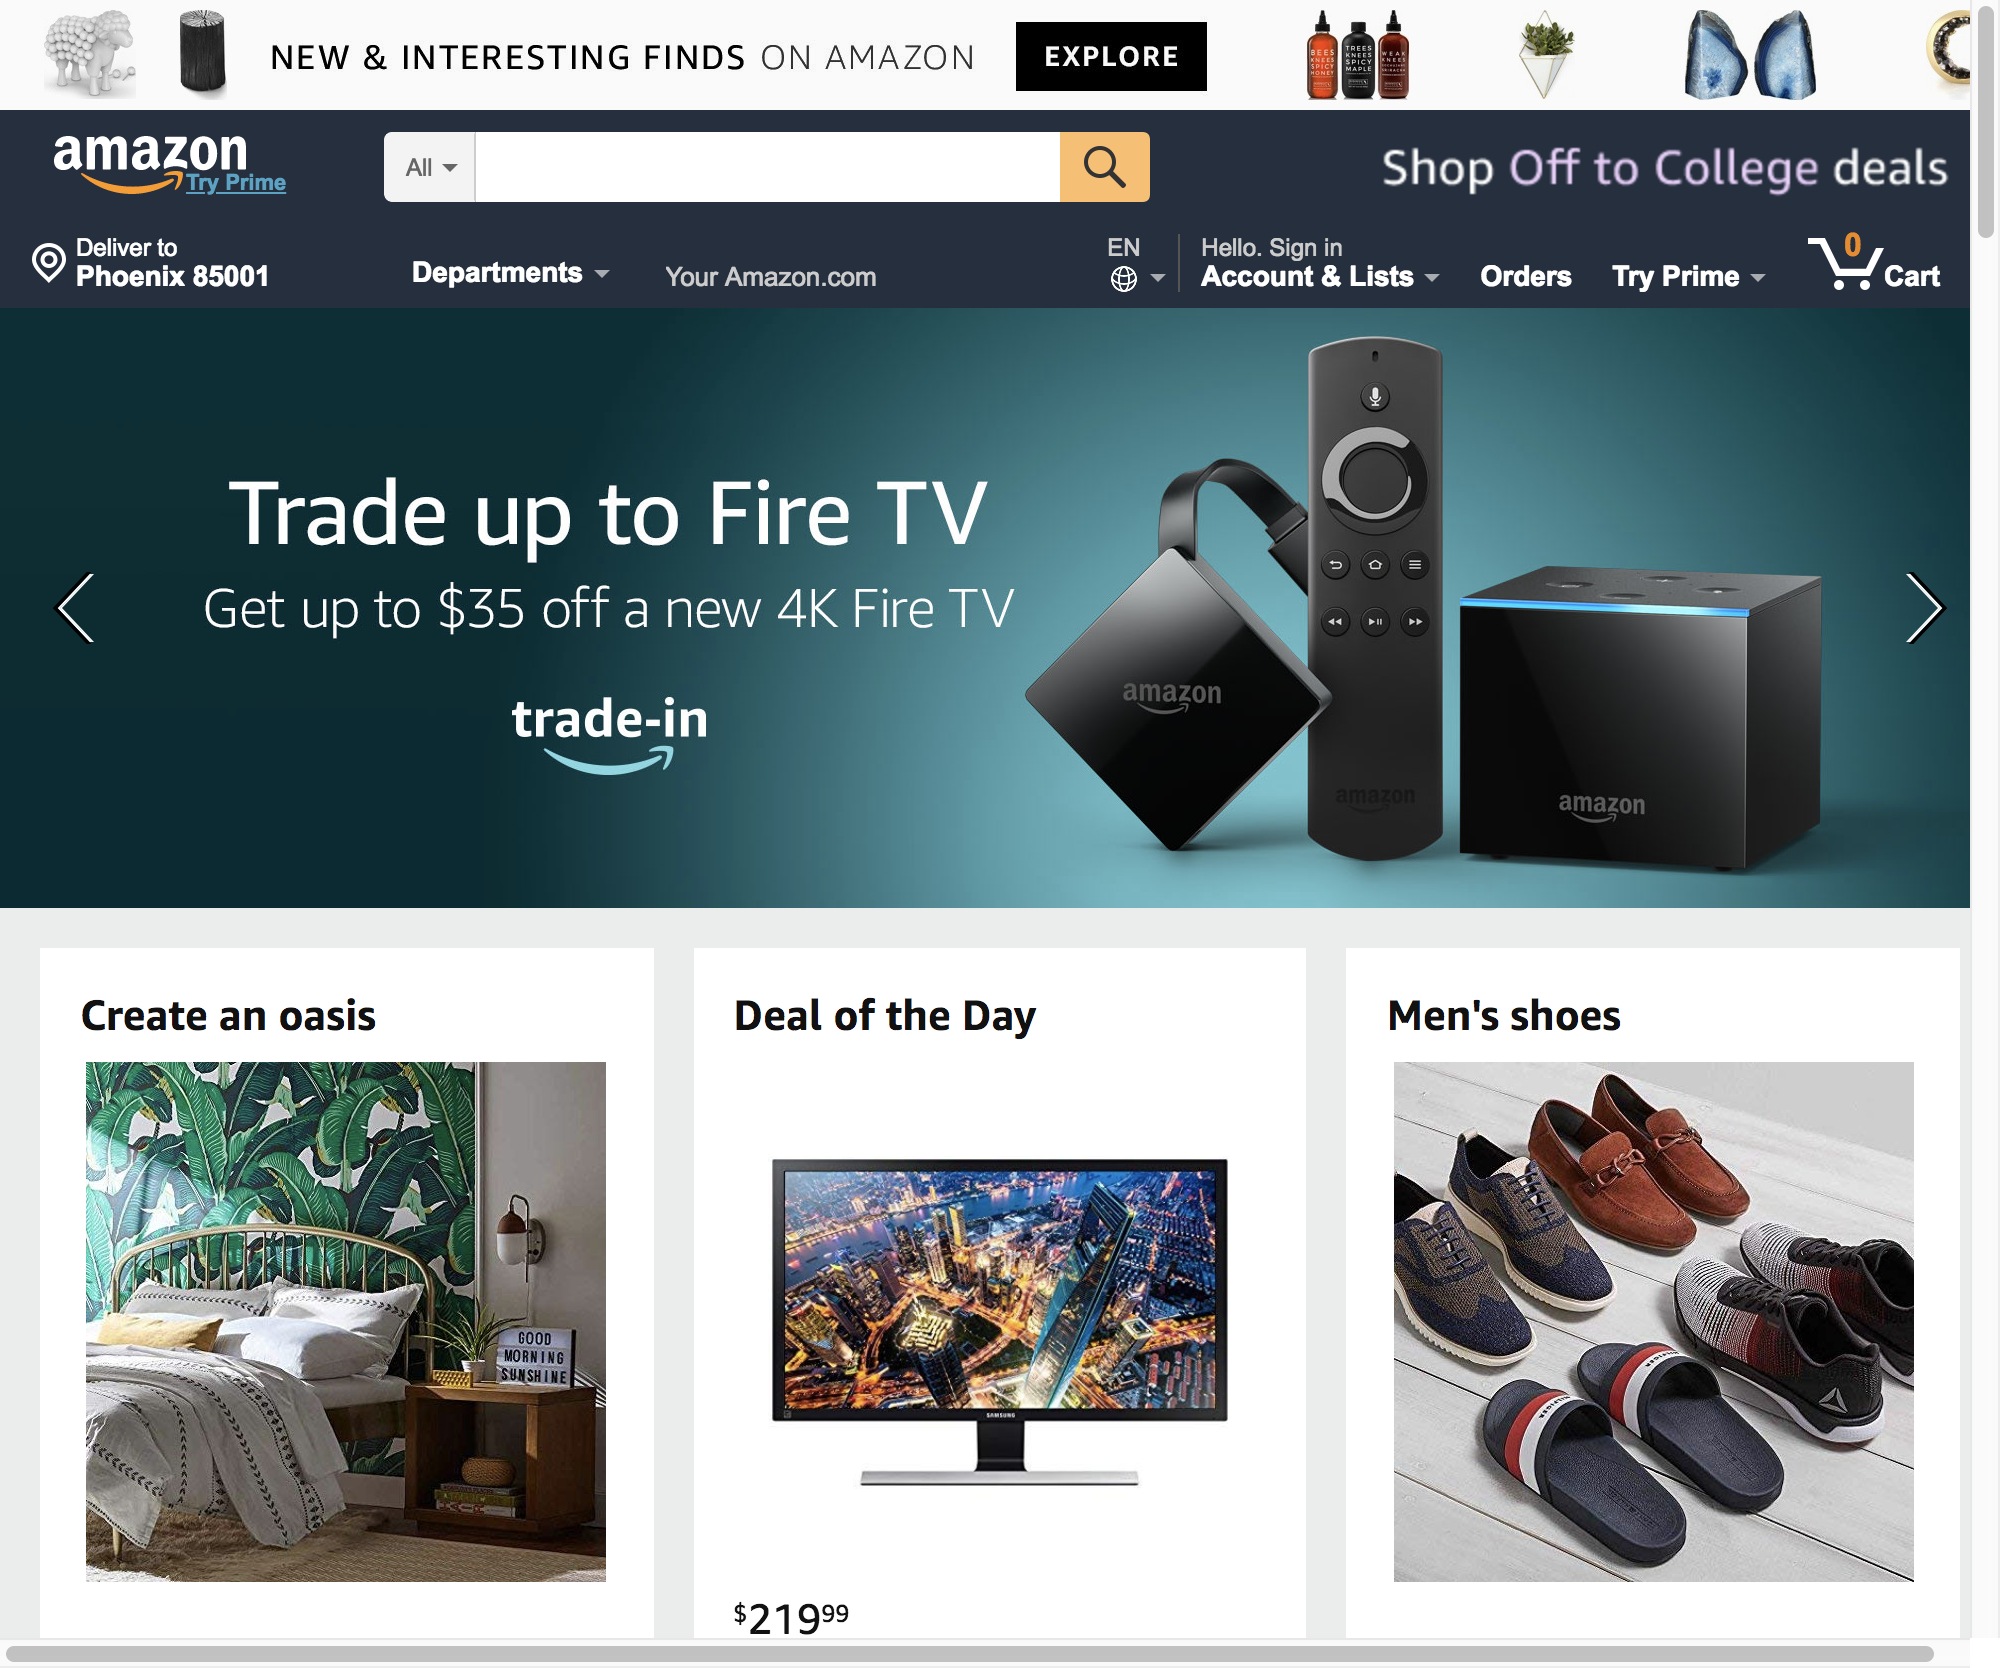 NEW & INTERESTING FINDS ON AMAZON
EXPLORE
BEES KNEES SPICY HONEY
TREES KNEES SPICY MAPLE
WEAK KNEES
SRIRACHA
amazon
Try Prime
All
Shop Off to College deals
Deliver to
Phoenix 85001
Departments
Your Amazon.com
EN
Hello. Sign in
Account & Lists
Orders
Try Prime
0
Cart
Trade up to Fire TV
Get up to $35 off a new 4K Fire TV
trade-in
amazon
amazon
amazon
Create an oasis
Deal of the Day
Men's shoes
GOOD
MORNING
SUNSHINE
SAMSUNG
$21999